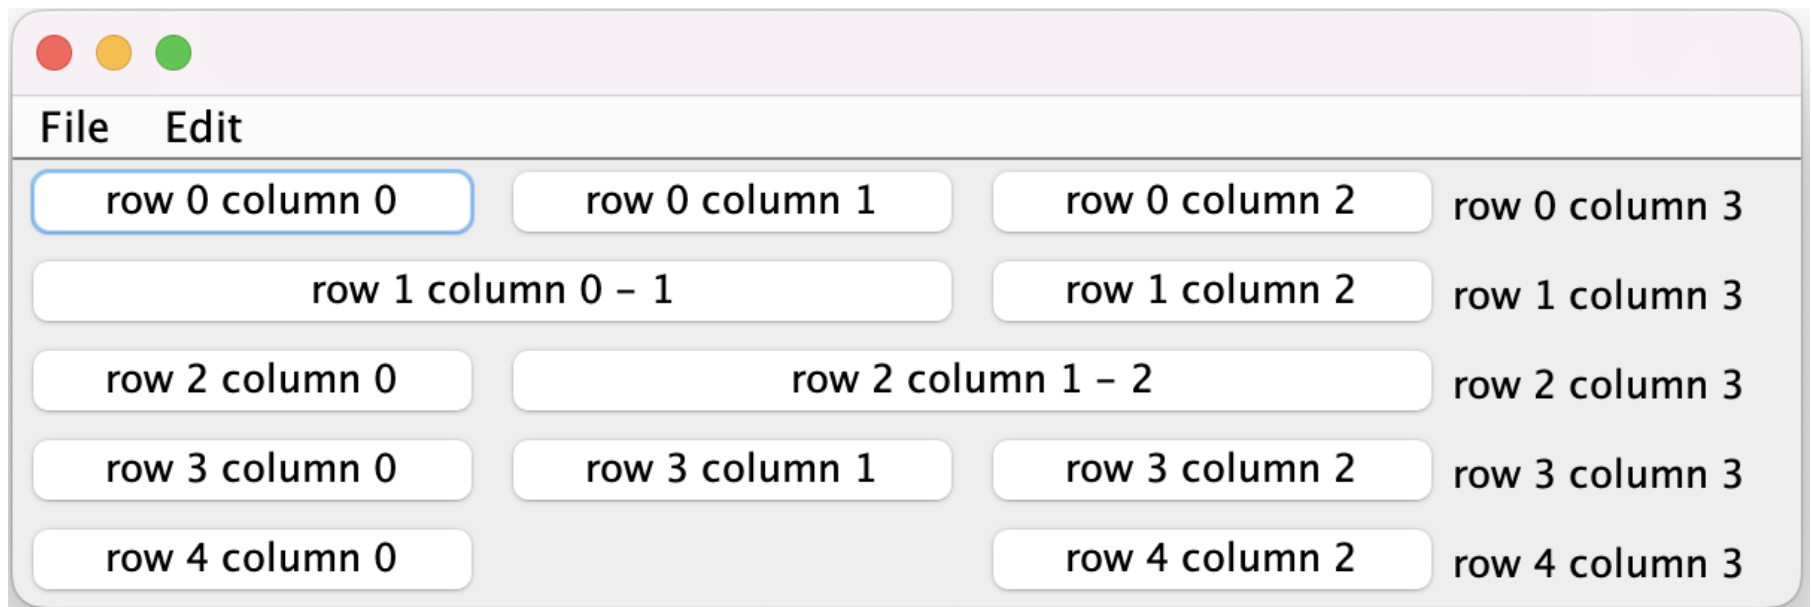 File Edit
row 0 column 0 row 0 column 1 row 0 column 2 row 0 column 3
row 1 column 0 - 1 row 1 column 2 row 1 column 3
row 2 column 0 row 2 column 1 - 2 row 2 column 3
row 3 column 0 row 3 column 1 row 3 column 2 row 3 column 3
row 4 column 0 row 4 column 2 row 4 column 3